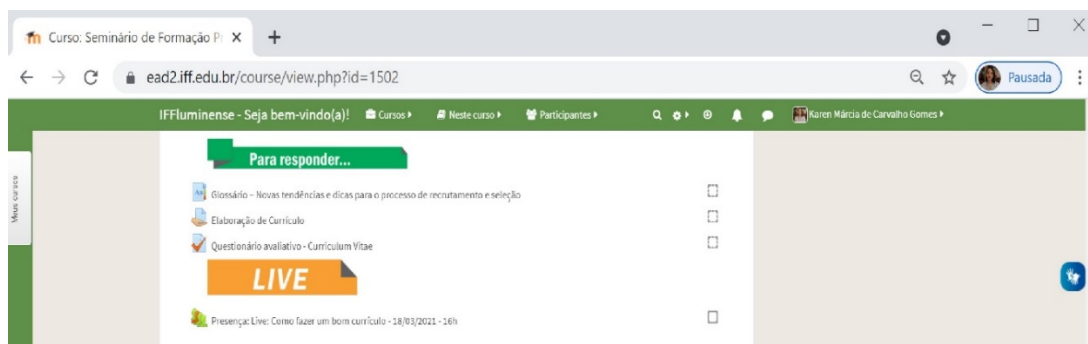 Curso: Seminário de Formação P
ead2.iff.edu.br/course/view.php?id=1502
Pausada
IFFluminense - Seja bem-vindo(a)! Cursos Neste curso Participantes Karen Márcia de Carvalho Gomes
Meus cursos
Para responder...
Glossário – Novas tendências e dicas para o processo de recrutamento e seleção
Elaboração de Currículo
Questionário avaliativo - Curriculum Vitae
LIVE
Presença: Live: Como fazer um bom currículo - 18/03/2021 - 16h